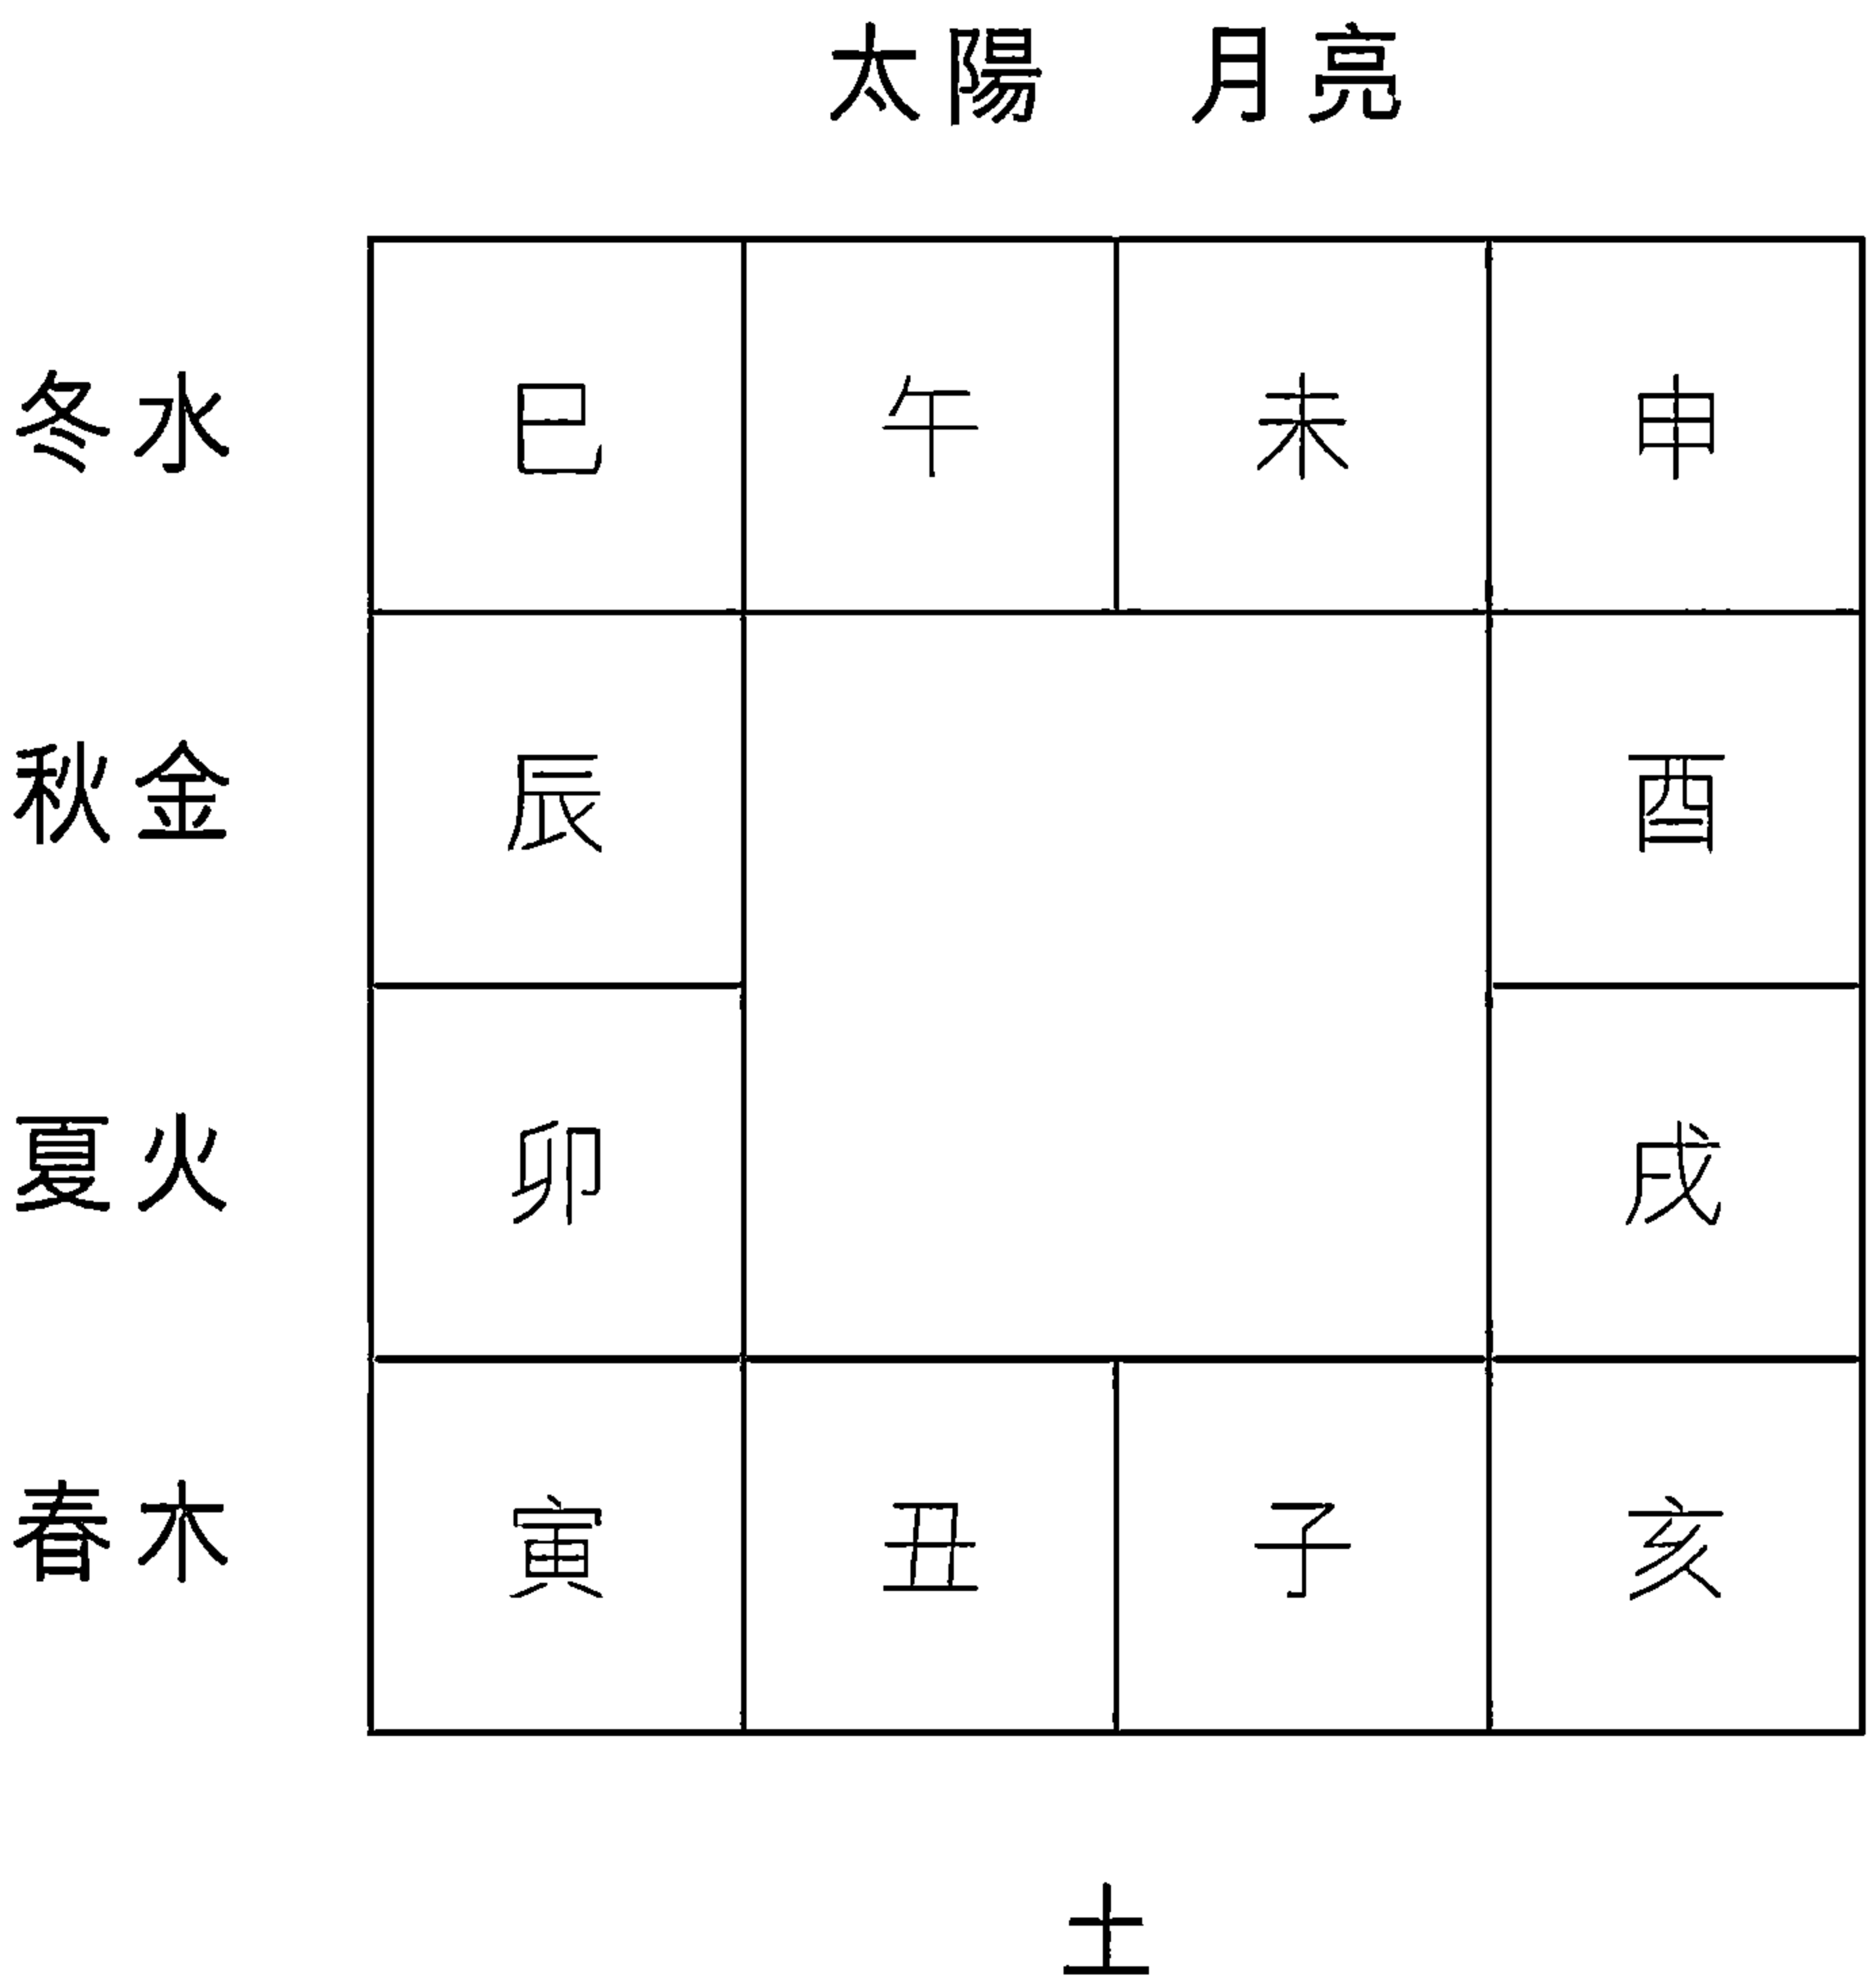 太陽 月亮
冬水 巳 午 未 申
秋金 辰 酉
夏火 卯 戌
春木 寅 丑 子 亥
土